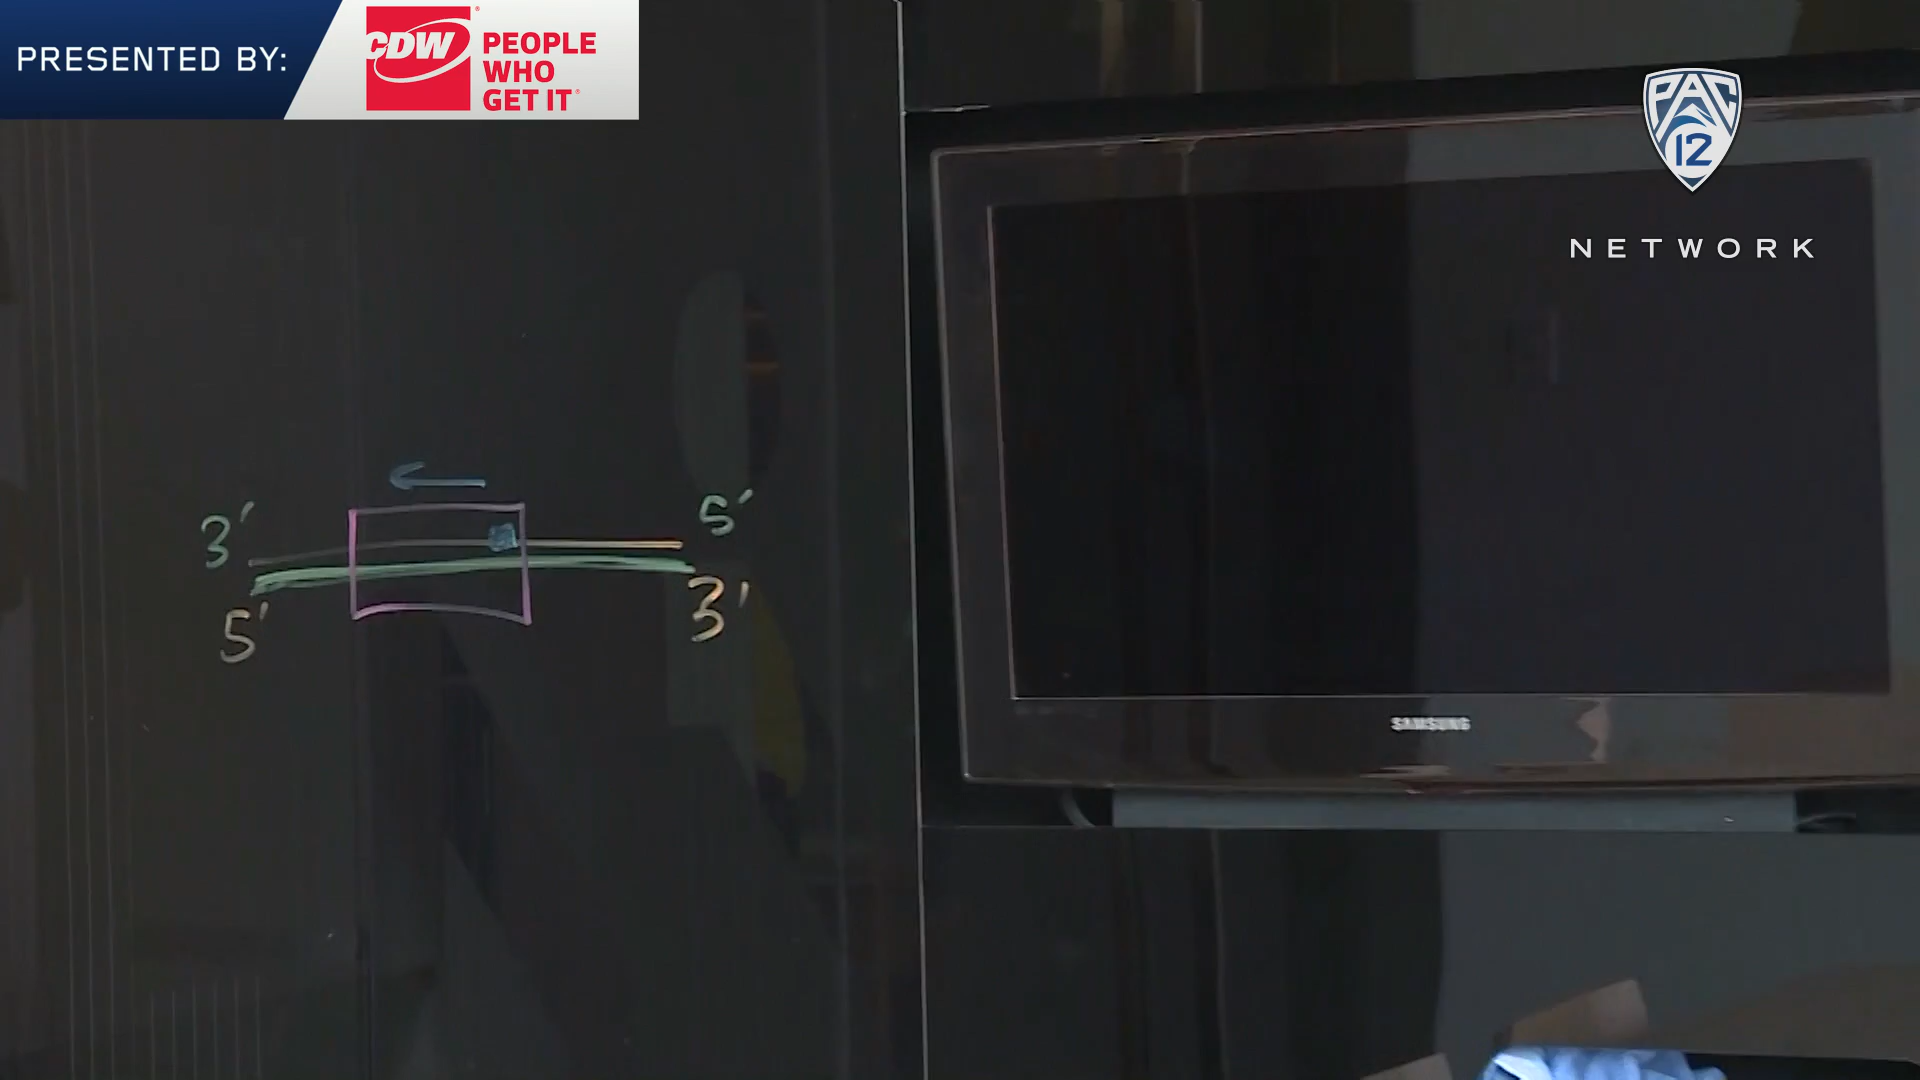 PRESENTED BY:
CDW
PEOPLE
WHO
GET IT
PAC
12
NETWORK
3' 5'
5' 3'
SAMSUNG